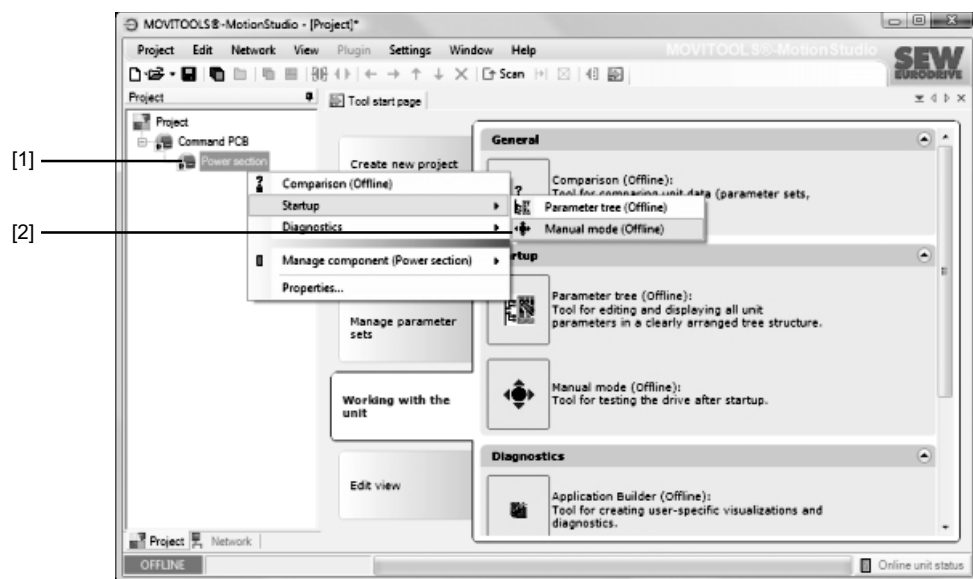 MOVITOOLS®-MotionStudio - [Project]*
Project Edit Network View Plugin Settings Window Help
MOVITOOLS®-MotionStudio
SEW
EURODRIVE
Scan
Project
Tool start page
Project
Command PCB
[1]
Power section
Create new project
General
Comparison (Offline):
Tool for comparing unit data (parameter sets,
Comparison (Offline)
Startup
Diagnostics
Manage component (Power section)
Properties...
Parameter tree (Offline)
[2]
Manual mode (Offline)
rtup
Parameter tree (Offline):
Tool for editing and displaying all unit
parameters in a clearly arranged tree structure.
Manage parameter
sets
Manual mode (Offline):
Tool for testing the drive after startup.
Working with the
unit
Diagnostics
Edit view
Application Builder (Offline):
Tool for creating user-specific visualizations and
diagnostics.
Project Network
OFFLINE
Online unit status